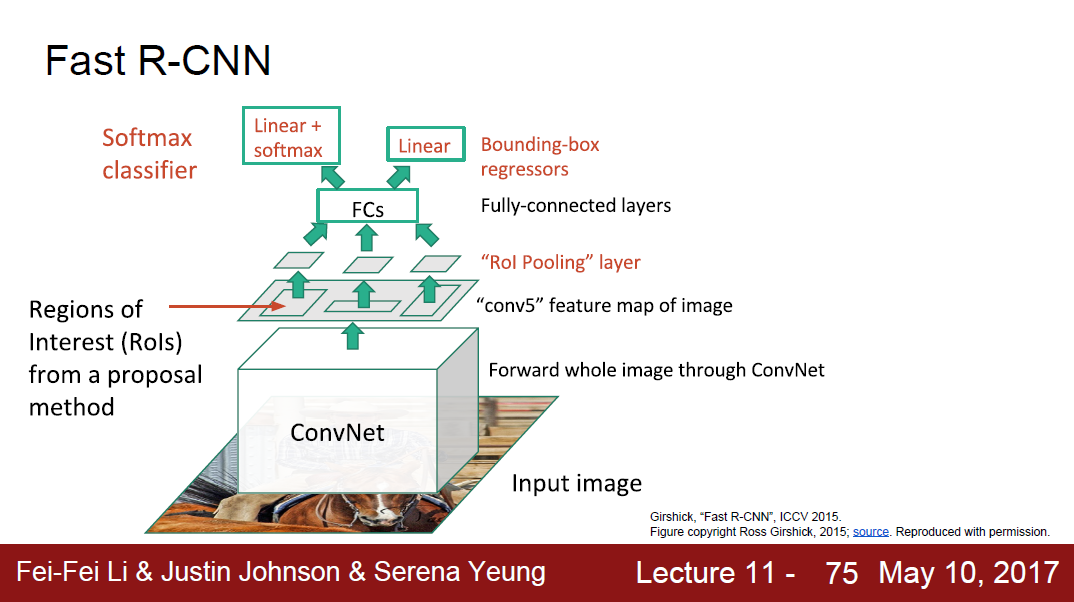 Fast R-CNN
Softmax
classifier
Linear +
softmax
Linear
Bounding-box
regressors
FCs
Fully-connected layers
“RoI Pooling” layer
Regions of
Interest (RoIs)
from a proposal
method
“conv5” feature map of image
Forward whole image through ConvNet
ConvNet
Input image
Girshick, “Fast R-CNN”, ICCV 2015.
Figure copyright Ross Girshick, 2015; source. Reproduced with permission.
Fei-Fei Li & Justin Johnson & Serena Yeung
Lecture 11 - 75 May 10, 2017